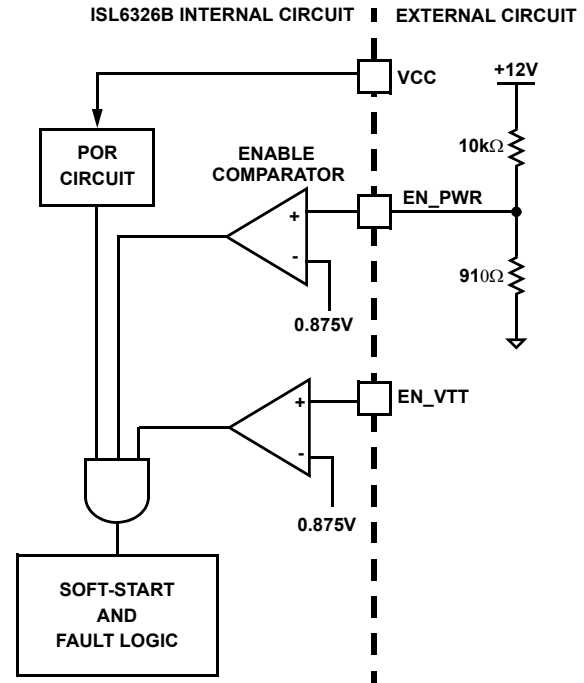 ISL6326B INTERNAL CIRCUIT
EXTERNAL CIRCUIT
VCC
+12V
POR
CIRCUIT
ENABLE
COMPARATOR
10kΩ
+
EN_PWR
-
910Ω
0.875V
+
EN_VTT
-
0.875V
SOFT-START
AND
FAULT LOGIC